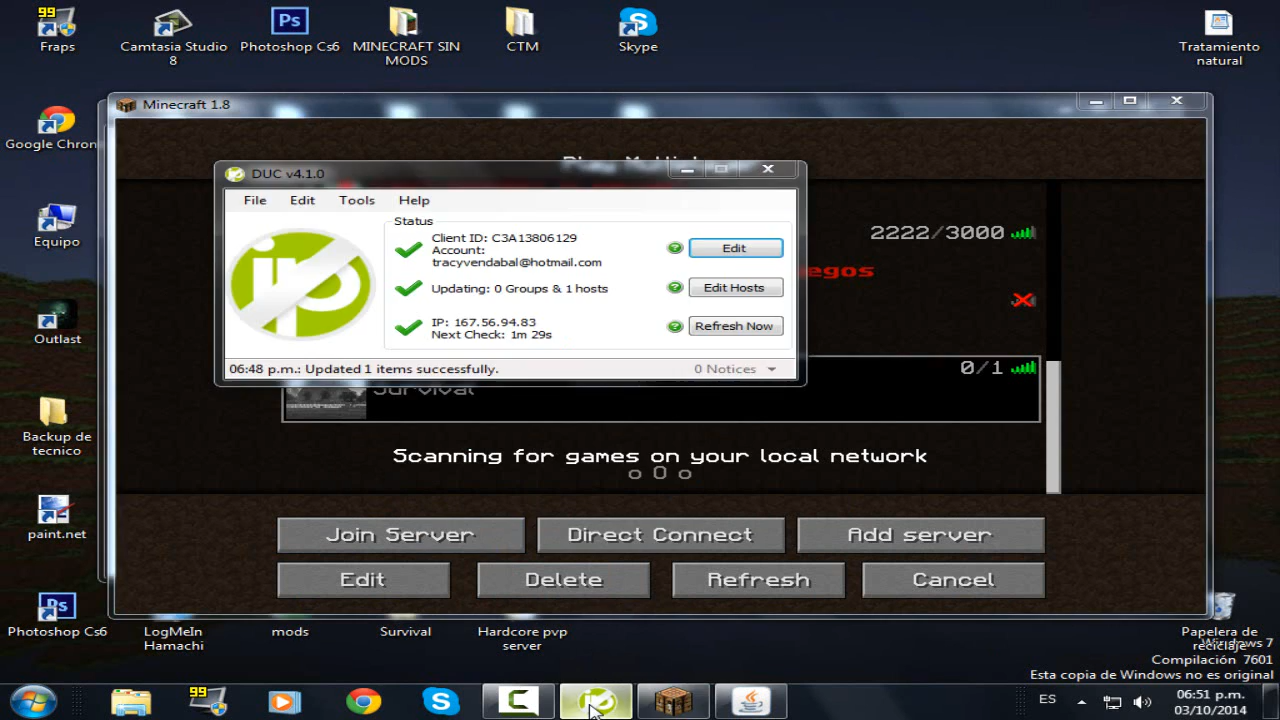 99
Fraps
Camtasia Studio 8
Photoshop Cs6
MINECRAFT SIN MODS
CTM
Skype
Tratamiento natural
Google Chron
Equipo
Outlast
Backup de tecnico
paint.net
Photoshop Cs6
LogMeIn Hamachi
mods
Survival
Hardcore pvp server
Papelera de reciclaje
Minecraft 1.8
DUC v4.1.0
File Edit Tools Help
Status
Client ID: C3A13806129
Account:
tracyvendabal@hotmail.com
Edit
Updating: 0 Groups & 1 hosts
Edit Hosts
IP: 167.56.94.83
Next Check: 1m 29s
Refresh Now
06:48 p.m.: Updated 1 items successfully.
0 Notices
2222/3000
egos
0/1
Survival
Scanning for games on your local network
o O o
Join Server
Direct Connect
Add server
Edit
Delete
Refresh
Cancel
Windows 7
Compilación 7601
Esta copia de Windows no es original
99
ES
06:51 p.m.
03/10/2014